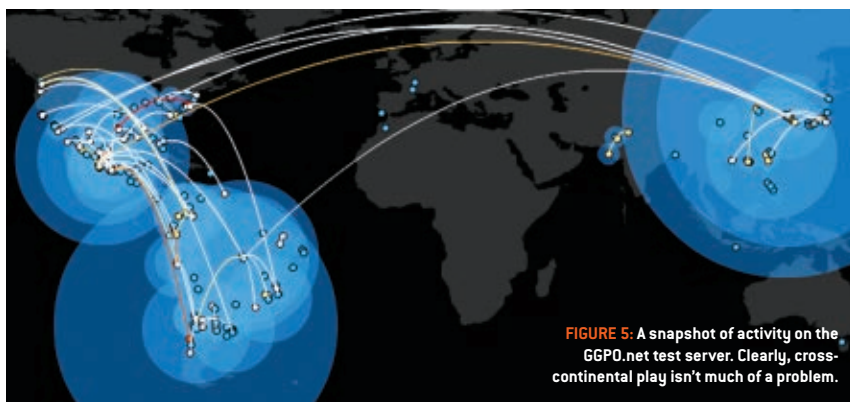 FIGURE 5: A snapshot of activity on the
GGPO.net test server. Clearly, cross-
continental play isn't much of a problem.